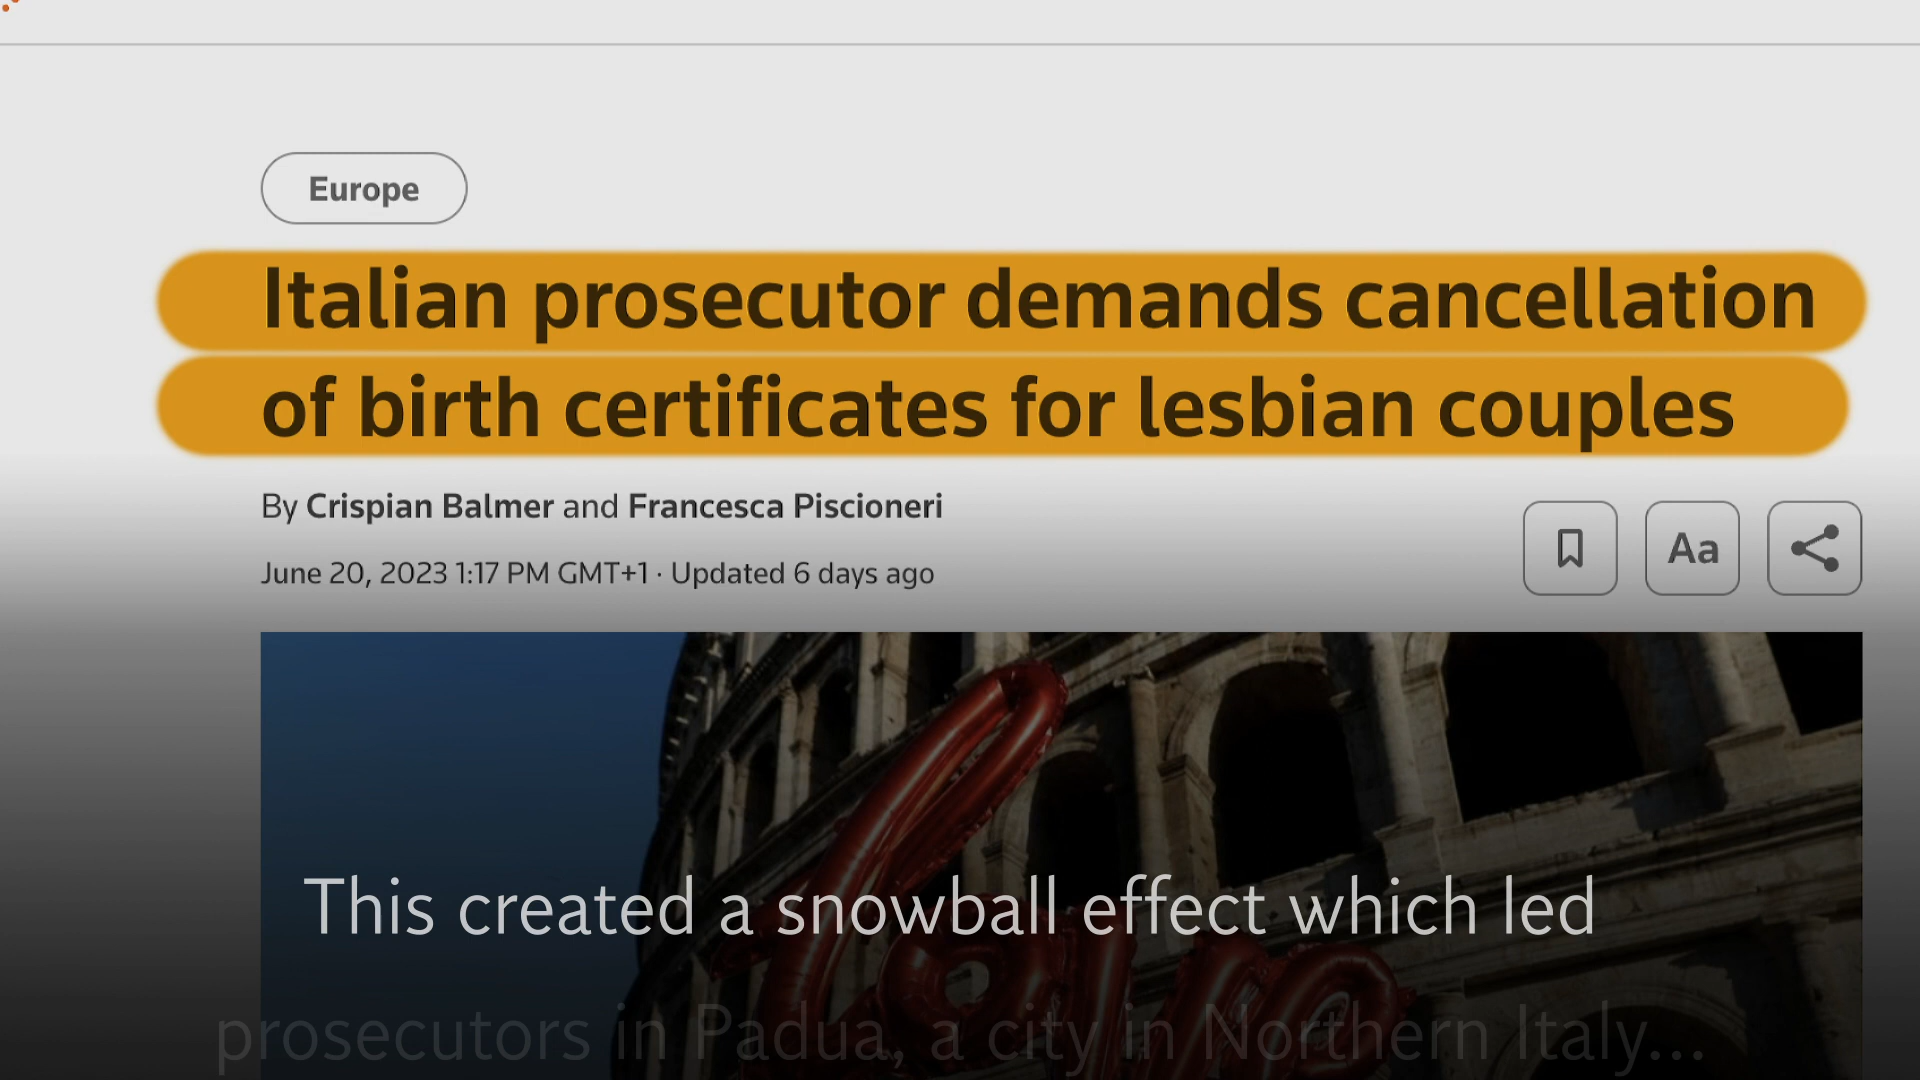 Europe
Italian prosecutor demands cancellation
of birth certificates for lesbian couples
By Crispian Balmer and Francesca Piscioneri
June 20, 2023 1:17 PM GMT+1 · Updated 6 days ago
Aa
Love
This created a snowball effect which led
prosecutors in Padua, a city in Northern Italy...